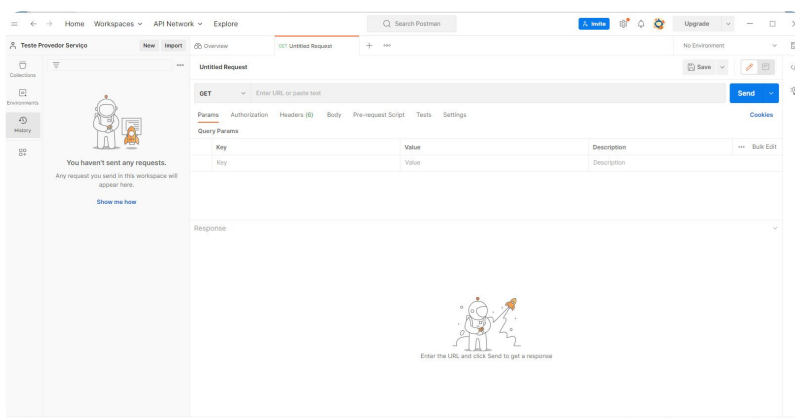 Home Workspaces API Network Explore Search Postman Invite Upgrade
Teste Provedor Serviço New Import Overview GET Untitled Request No Environment
Collections
Environments
History
You haven't sent any requests.
Any request you send in this workspace will
appear here.
Show me how
Untitled Request Save
GET Enter URL or paste text Send
Params Authorization Headers (6) Body Pre-request Script Tests Settings Cookies
Query Params
Key Value Description Bulk Edit
Key Value Description
Response
Enter the URL and click Send to get a response